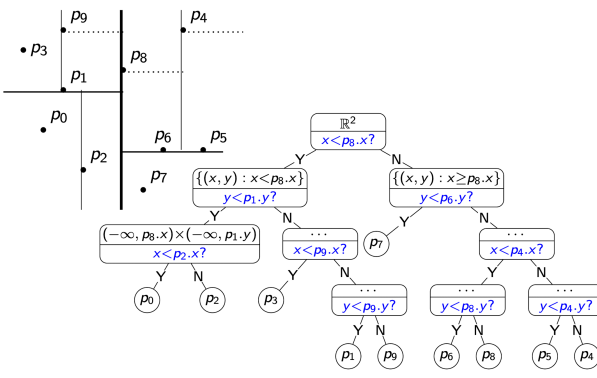 p₉
p₄
p₃
p₈
p₁
p₀
p₆
p₅
p₂
p₇
ℝ²
x<p₈.x?
Y
N
{(x, y) : x<p₈.x}
y<p₁.y?
{(x, y) : x≥p₈.x}
y<p₆.y?
Y
N
Y
N
(−∞, p₈.x)×(−∞, p₁.y)
x<p₂.x?
. . .
x<p₉.x?
p₇
. . .
x<p₄.x?
Y
N
Y
N
Y
N
p₀
p₂
p₃
. . .
y<p₉.y?
. . .
y<p₈.y?
. . .
y<p₄.y?
Y
N
Y
N
Y
N
p₁
p₉
p₆
p₈
p₅
p₄